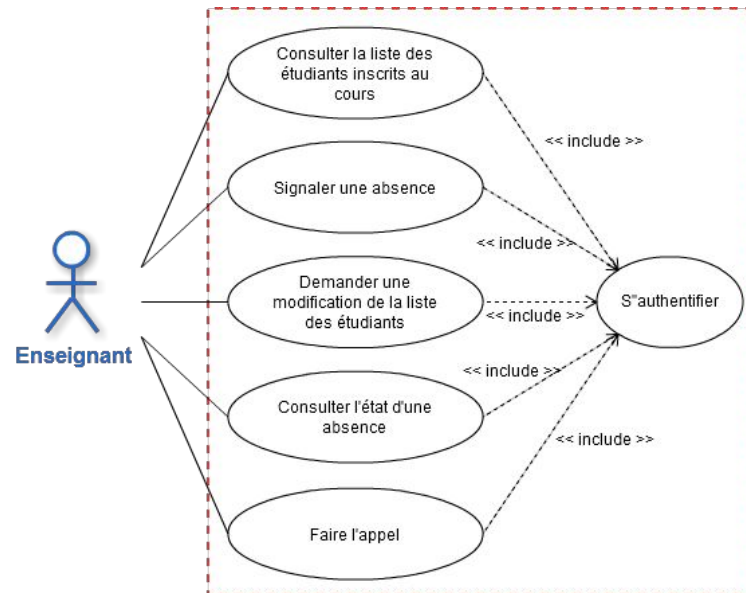 Consulter la liste des
étudiants inscrits au
cours
<< include >>
Signaler une absence
<< include >>
Enseignant
Demander une
modification de la liste
des étudiants
<< include >>
S"authentifier
<< include >>
Consulter l'état d'une
absence
<< include >>
Faire l'appel